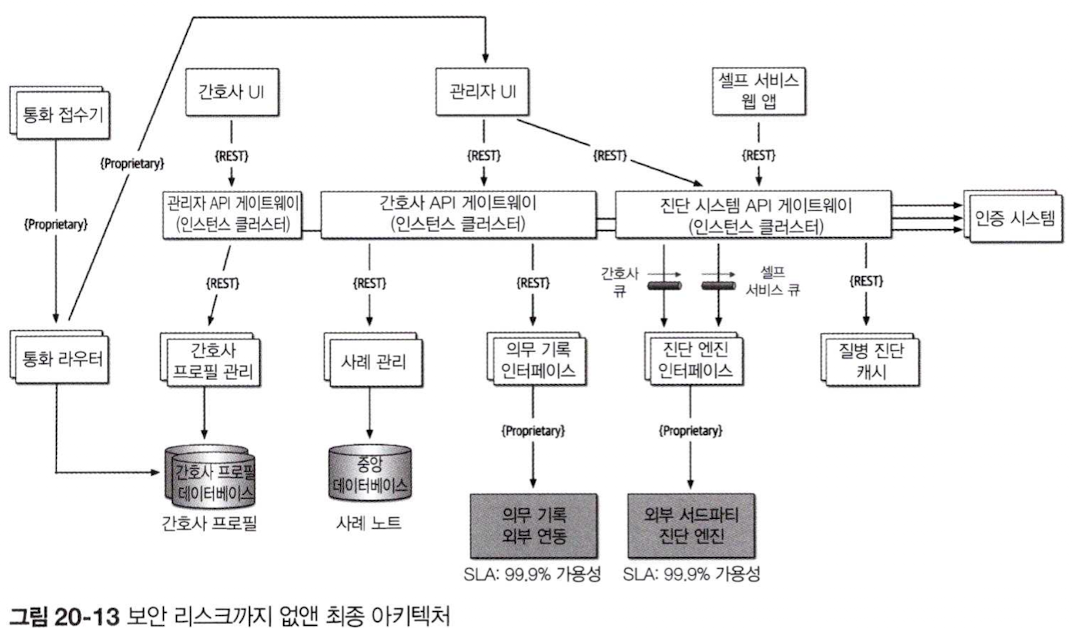 간호사 UI
관리자 UI
셀프 서비스
웹 앱
통화 접수기
{Proprietary}
{REST}
{REST}
{REST}
{REST}
{Proprietary}
관리자 API 게이트웨이
(인스턴스 클러스터)
간호사 API 게이트웨이
(인스턴스 클러스터)
진단 시스템 API 게이트웨이
(인스턴스 클러스터)
인증 시스템
{REST}
{REST}
{REST}
간호사
큐
셀프
서비스 큐
{REST}
통화 라우터
간호사
프로필 관리
사례 관리
의무 기록
인터페이스
진단 엔진
인터페이스
질병 진단
캐시
{Proprietary}
{Proprietary}
간호사 프로필
데이터베이스
간호사 프로필
중앙
데이터베이스
사례 노트
의무 기록
외부 연동
SLA: 99.9% 가용성
외부 서드파티
진단 엔진
SLA: 99.9% 가용성
그림 20-13 보안 리스크까지 없앤 최종 아키텍처